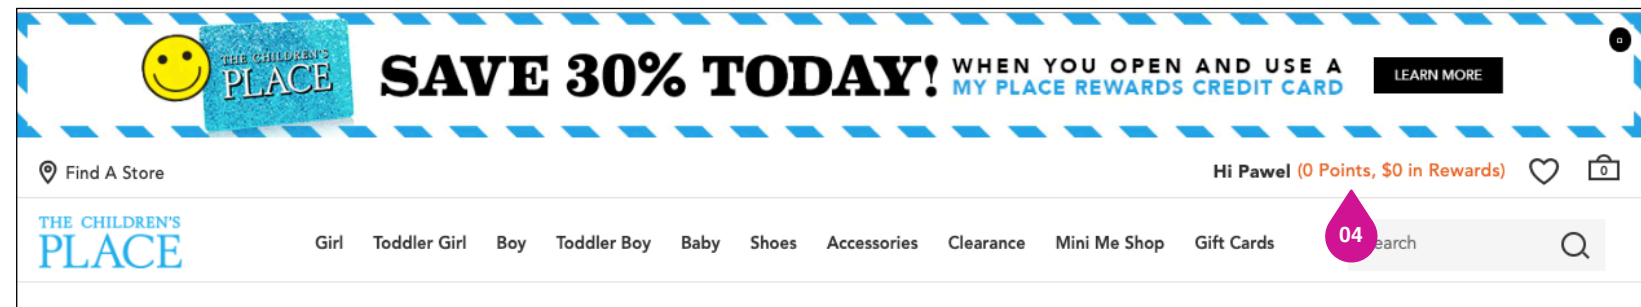 THE CHILDREN'S
PLACE
SAVE 30% TODAY!
WHEN YOU OPEN AND USE A
MY PLACE REWARDS CREDIT CARD
LEARN MORE
Find A Store
Hi Pawel (0 Points, $0 in Rewards)
0
THE CHILDREN'S
PLACE
Girl Toddler Girl Boy Toddler Boy Baby Shoes Accessories Clearance Mini Me Shop Gift Cards
04
earch